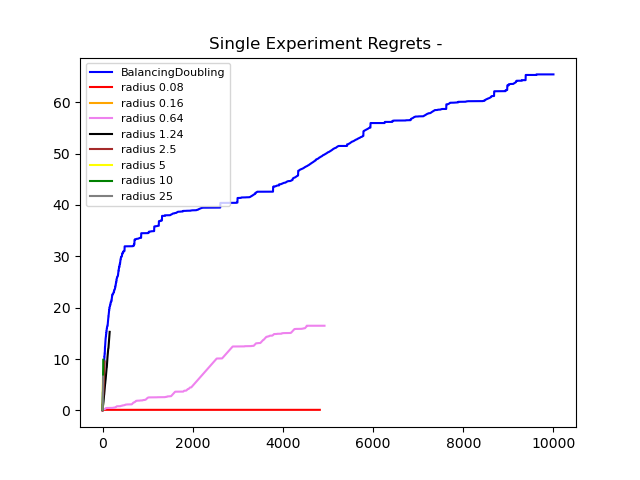 Single Experiment Regrets -
BalancingDoubling
radius 0.08
radius 0.16
radius 0.64
radius 1.24
radius 2.5
radius 5
radius 10
radius 25
60
50
40
30
20
10
0
0 2000 4000 6000 8000 10000